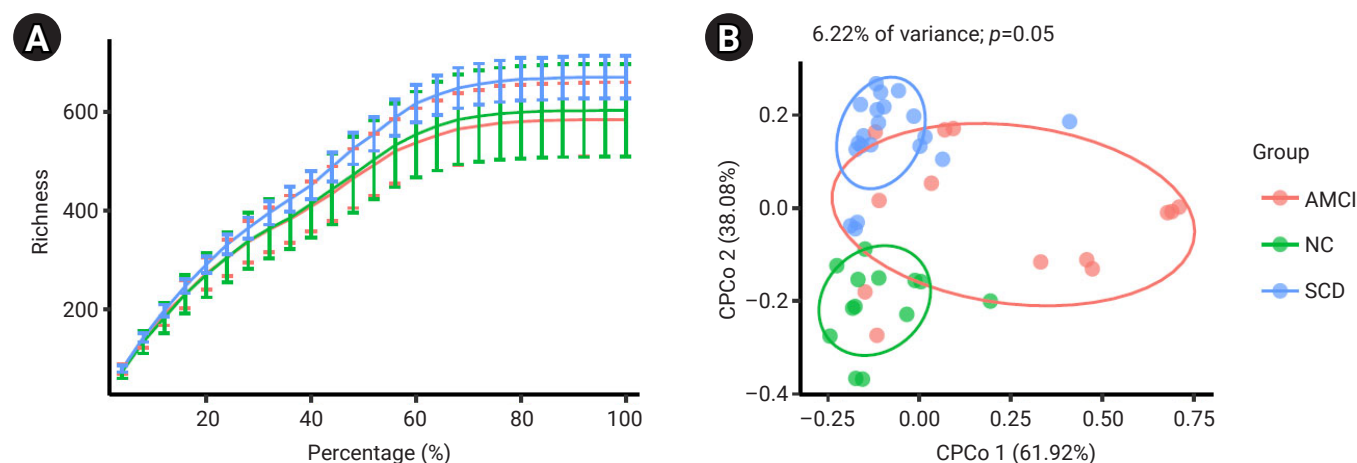 A
Richness
600
400
200
20 40 60 80 100
Percentage (%)
B
6.22% of variance; p=0.05
CPCo 2 (38.08%)
0.2
0.0
−0.2
−0.4
−0.25 0.00 0.25 0.50 0.75
CPCo 1 (61.92%)
Group
AMCI
NC
SCD